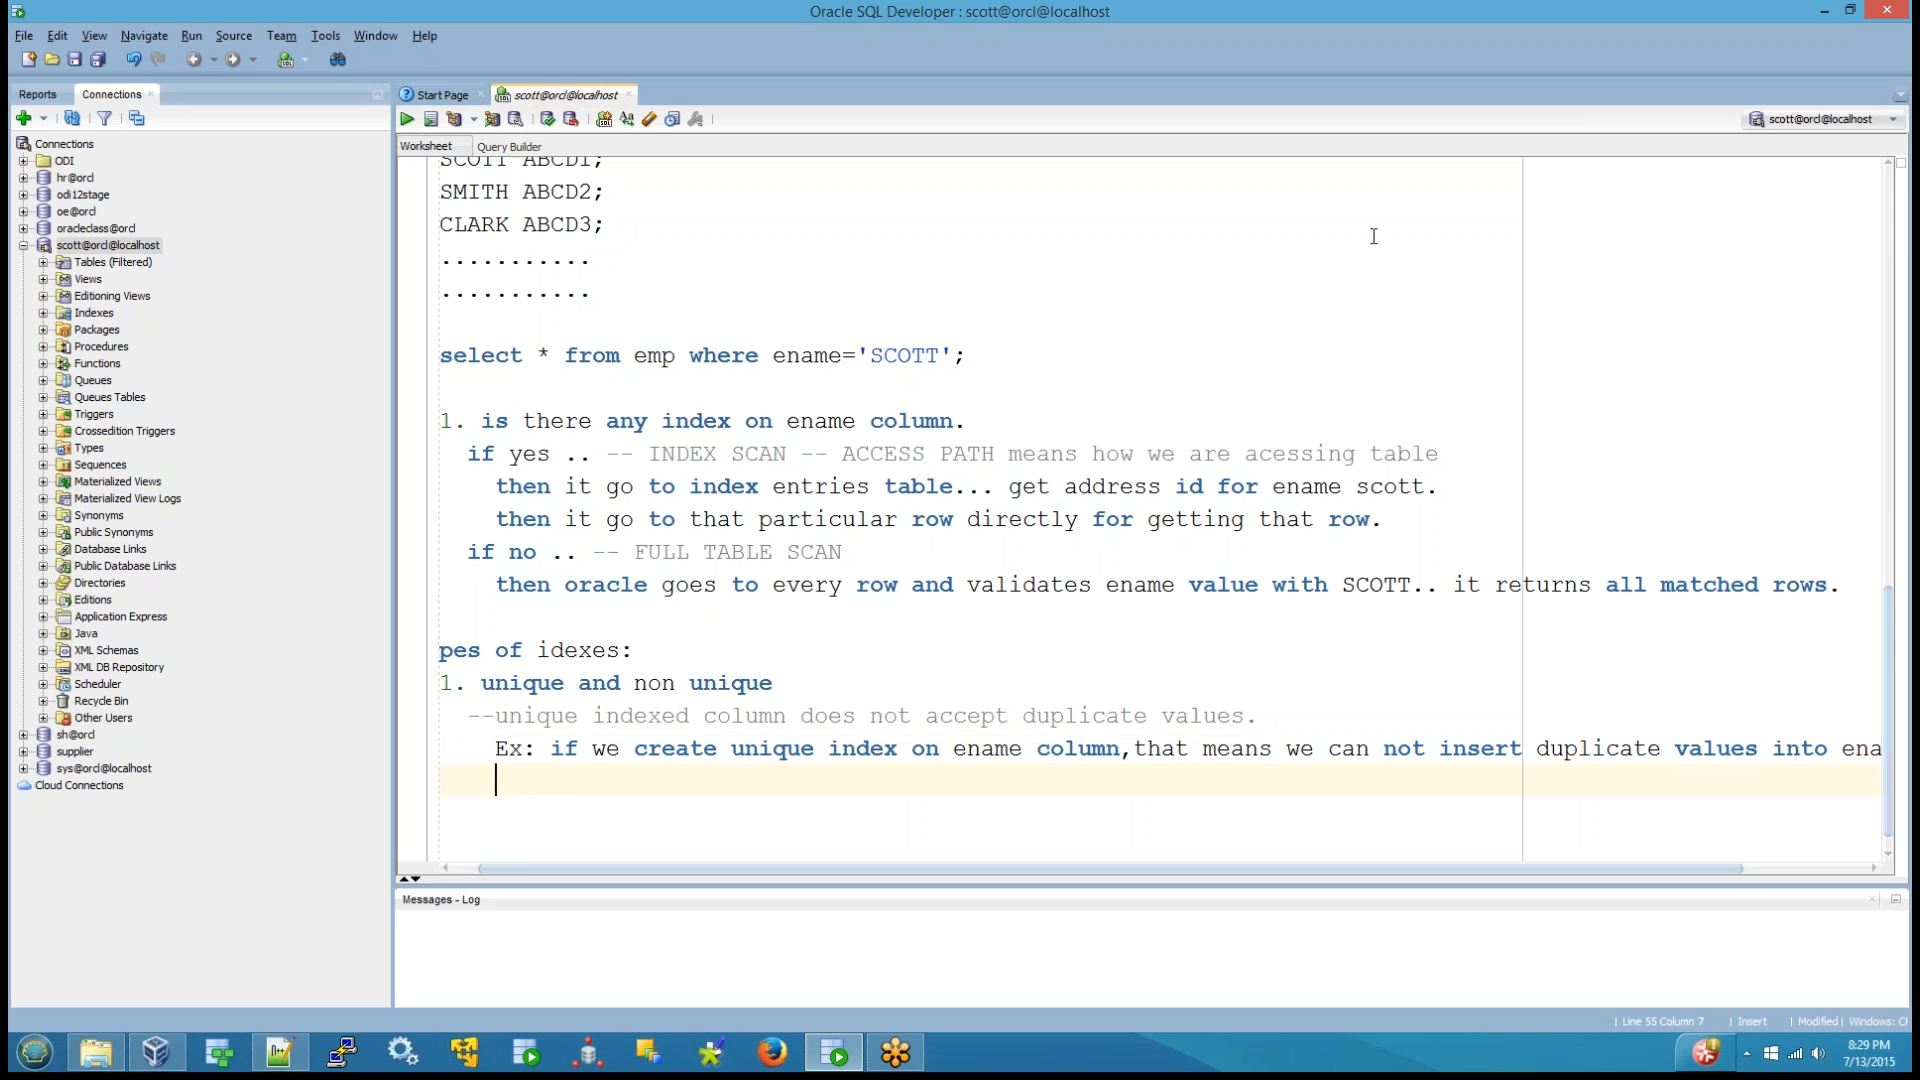 Oracle SQL Developer : scott@orcl@localhost
File Edit View Navigate Run Source Team Tools Window Help
Reports Connections
Start Page scott@orcl@localhost
scott@orcl@localhost
Worksheet Query Builder
Connections
ODI
hr@orcl
odi12stage
oe@orcl
oracleclass@orcl
scott@orcl@localhost
Tables (Filtered)
Views
Editioning Views
Indexes
Packages
Procedures
Functions
Queues
Queues Tables
Triggers
Crossedition Triggers
Types
Sequences
Materialized Views
Materialized View Logs
Synonyms
Public Synonyms
Database Links
Public Database Links
Directories
Editions
Application Express
Java
XML Schemas
XML DB Repository
Scheduler
Recycle Bin
Other Users
sh@orcl
supplier
sys@orcl@localhost
Cloud Connections
SCOTT ABCD1;
SMITH ABCD2;
CLARK ABCD3;
...........
...........
select * from emp where ename='SCOTT';
1. is there any index on ename column.
if yes .. -- INDEX SCAN -- ACCESS PATH means how we are acessing table
then it go to index entries table... get address id for ename scott.
then it go to that particular row directly for getting that row.
if no .. -- FULL TABLE SCAN
then oracle goes to every row and validates ename value with SCOTT.. it returns all matched rows.
pes of idexes:
1. unique and non unique
--unique indexed column does not accept duplicate values.
Ex: if we create unique index on ename column,that means we can not insert duplicate values into ena
Messages - Log
Line 55 Column 7 Insert Modified Windows:
8:29 PM
7/13/2015